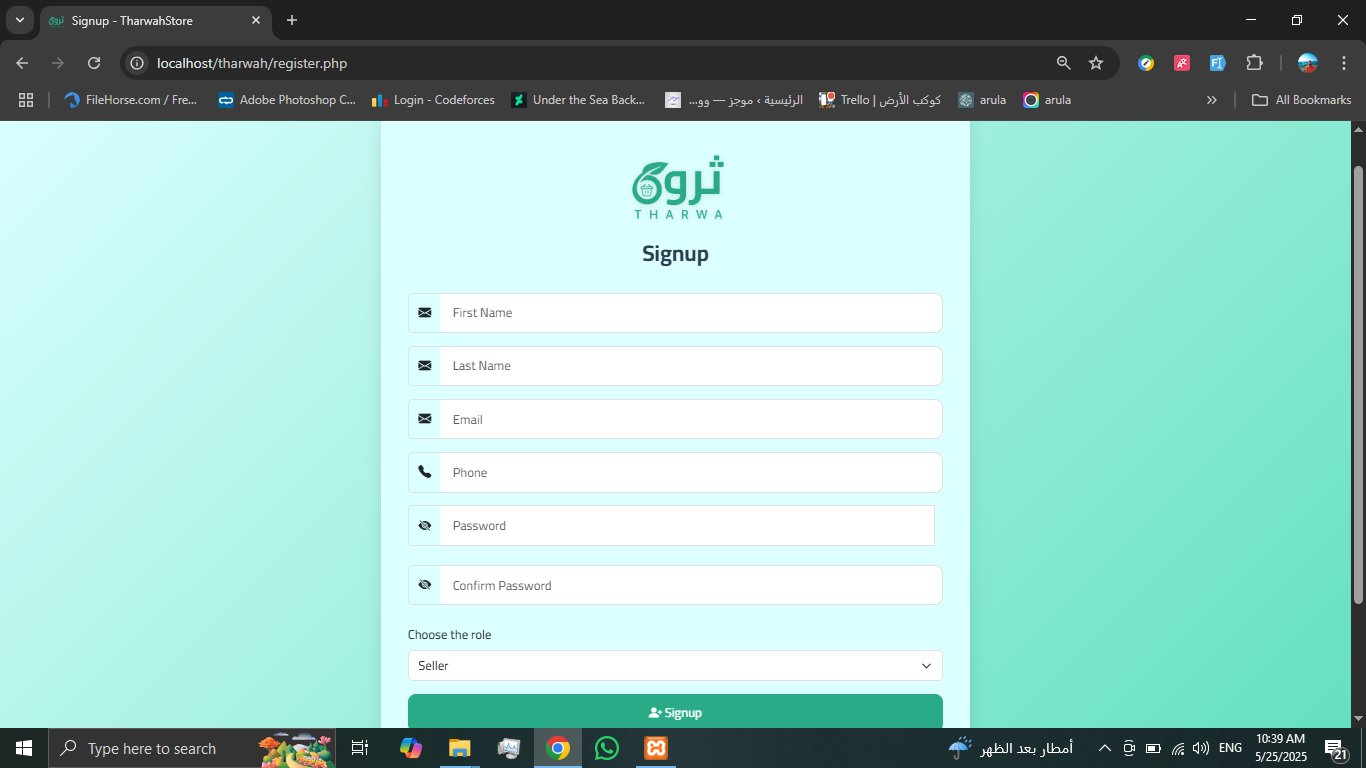 Signup - TharwahStore
localhost/tharwah/register.php
FileHorse.com / Fre...
Adobe Photoshop C...
Login - Codeforces
Under the Sea Back...
الرئيسية › موجز — وو...
Trello | كوكب الأرض
arula
arula
All Bookmarks
ثروة
THARWA
Signup
First Name
Last Name
Email
Phone
Password
Confirm Password
Choose the role
Seller
Signup
Type here to search
أمطار بعد الظهر
ENG
10:39 AM
5/25/2025
21